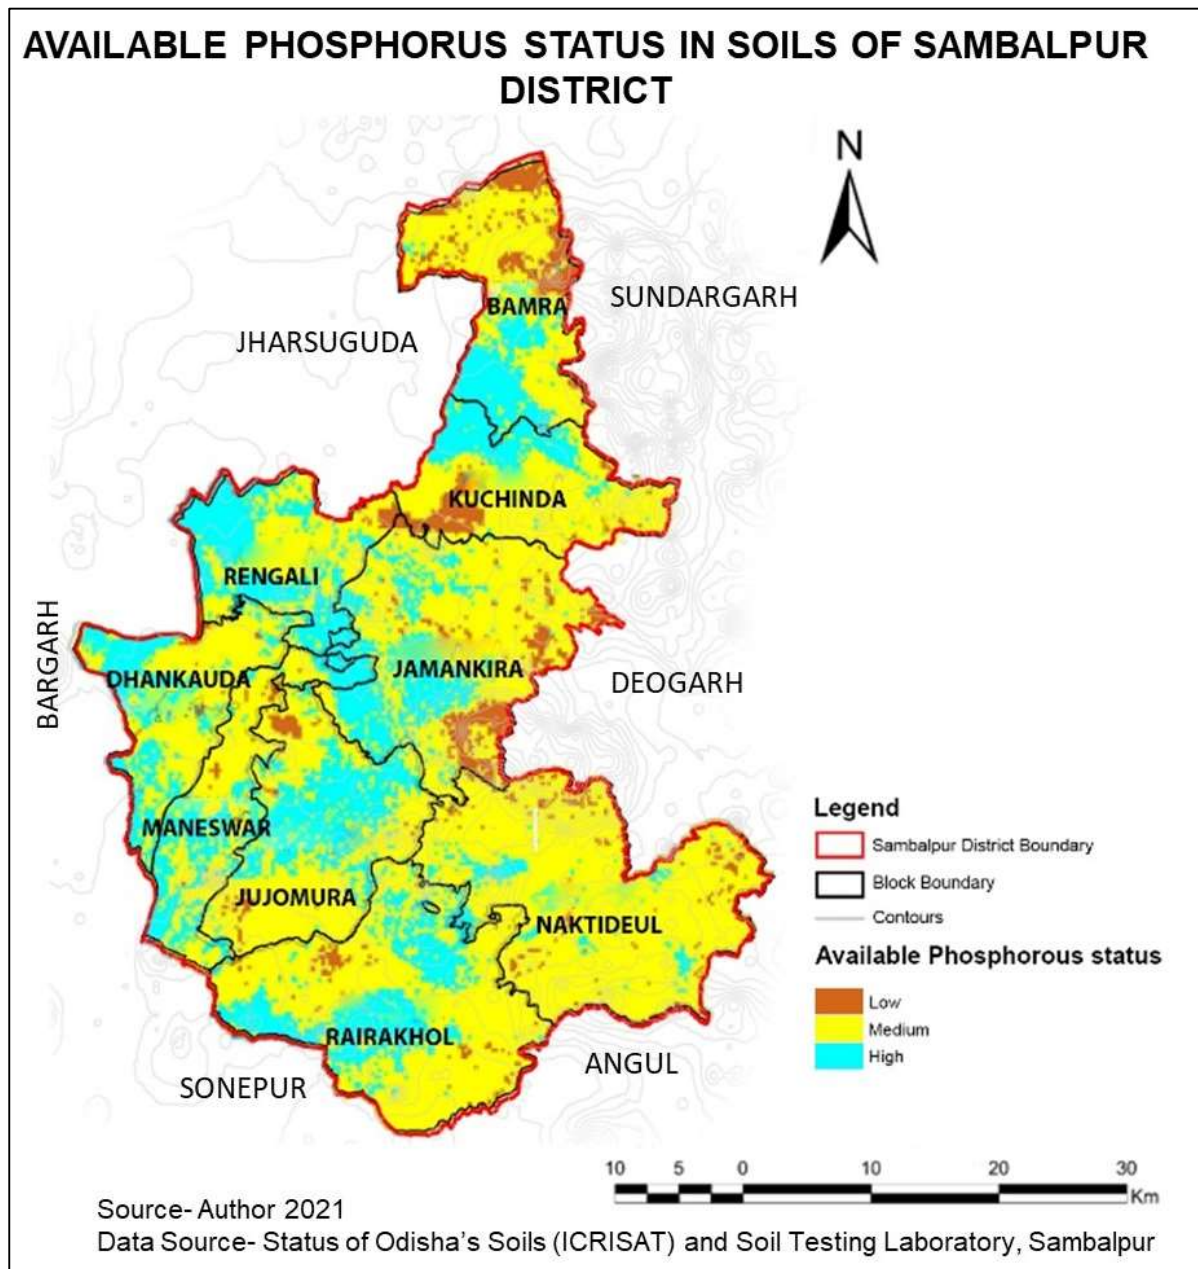 AVAILABLE PHOSPHORUS STATUS IN SOILS OF SAMBALPUR
DISTRICT
N
SUNDARGARH
BAMRA
JHARSUGUDA
KUCHINDA
RENGALI
BARGARH
DHANKAUDA
JAMANKIRA
DEOGARH
MANESWAR
JUJOMURA
NAKTIDEUL
RAIRAKHOL
ANGUL
SONEPUR
Legend
Sambalpur District Boundary
Block Boundary
Contours
Available Phosphorous status
Low
Medium
High
10 5 0 10 20 30
Km
Source- Author 2021
Data Source- Status of Odisha's Soils (ICRISAT) and Soil Testing Laboratory, Sambalpur